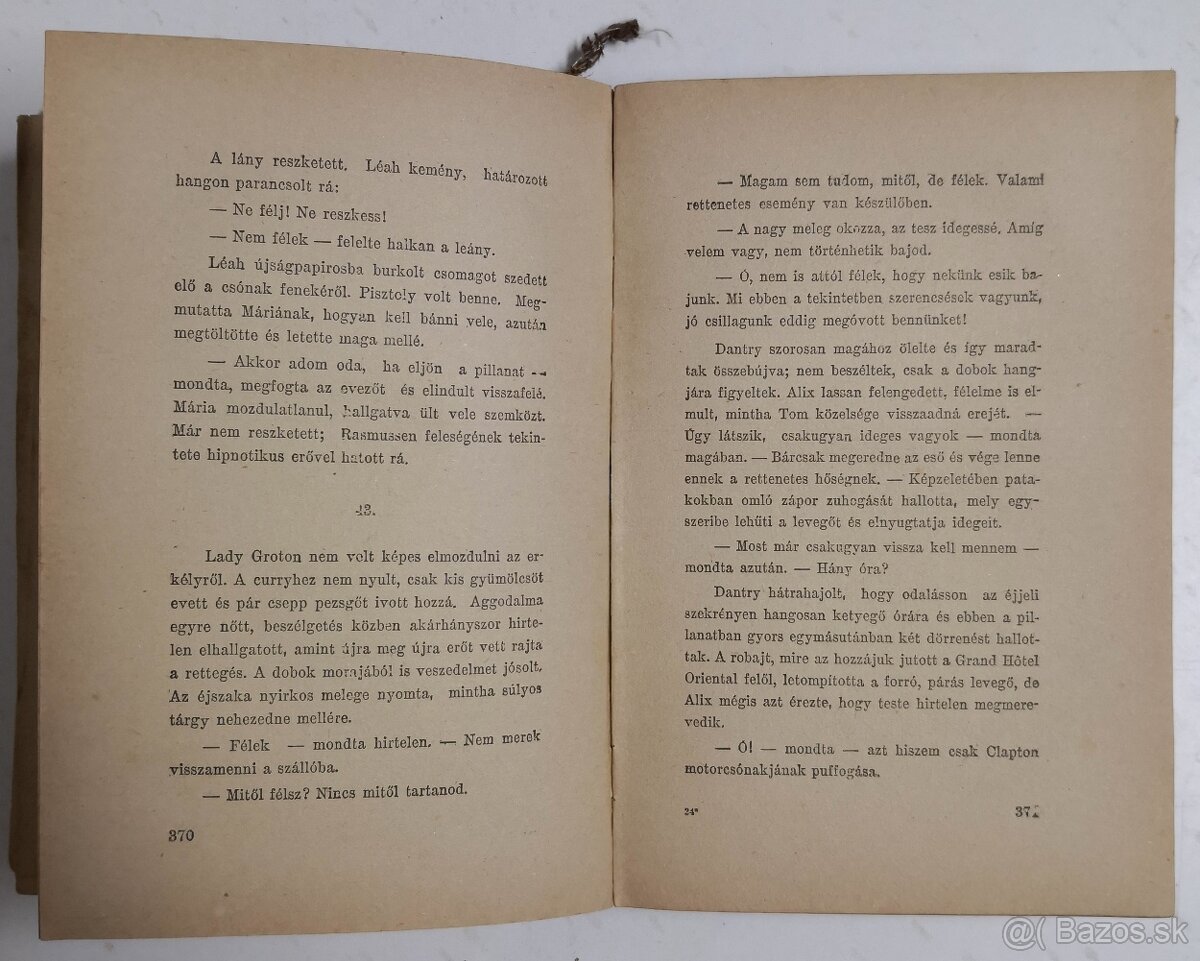 A lány reszketett. Léah kemény, határozott
hangon parancsolt rá:
— Ne félj! Ne reszkess!
— Nem félek — felelte halkan a leány.
Léah újságpapirosba burkolt csomagot szedett
elő a csónak fenekéről. Pisztoly volt benne. Meg-
mutatta Máriának, hogyan kell bánni vele, azután
megtöltötte és letette maga mellé.
— Akkor adom oda, ha eljön a pillanat —
mondta, megfogta az evezőt és elindult visszafelé.
Mária mozdulatlanul, hallgatva ült vele szemközt.
Már nem reszketett; Rasmussen feleségének tekin-
tete hipnotikus erővel hatott rá.
43.
Lady Groton nem volt képes elmozdulni az er-
kélyről. A curryhez nem nyult, csak kis gyümölcsöt
evett és pár csepp pezsgőt ivott hozzá. Aggodalma
egyre nőtt, beszélgetés közben akárhányszor hirte-
len elhallgatott, amint újra meg újra erőt vett rajta
a rettegés. A dobok morajából is veszedelmet jósolt.
Az éjszaka nyirkos melege nyomta, mintha súlyos
tárgy nehezedne mellére.
— Félek — mondta hirtelen. — Nem merek
visszamenni a szállóba.
— Mitől félsz? Nincs mitől tartanod.
370
— Magam sem tudom, mitől, de félek. Valami
rettenetes esemény van készülőben.
— A nagy meleg okozza, az tesz idegessé. Amíg
velem vagy, nem történhetik bajod.
— Ó, nem is attól félek, hogy nekünk esik ba-
junk. Mi ebben a tekintetben szerencsések vagyunk,
jó csillagunk eddig megóvott bennünket!
Dantry szorosan magához ölelte és így marad-
tak összebújva; nem beszéltek, csak a dobok hang-
jára figyeltek. Alix lassan felengedett, félelme is el-
mult, mintha Tom közelsége visszaadná erejét. —
Úgy látszik, csakugyan ideges vagyok — mondta
magában. — Bárcsak megeredne az eső és vége lenne
ennek a rettenetes hőségnek. — Képzeletében pata-
kokban omló zápor zuhogását hallotta, mely egy-
szeribe lehűti a levegőt és elnyugtatja idegeit.
— Most már csakugyan vissza kell mennem —
mondta azután. — Hány óra?
Dantry hátrahajolt, hogy odalásson az éjjeli
szekrényen hangosan ketyegő órára és ebben a pil-
lanatban gyors egymásutánban két dörrenést hallot-
tak. A robajt, mire az hozzájuk jutott a Grand Hôtel
Oriental felől, letompította a forró, párás levegő, de
Alix mégis azt érezte, hogy teste hirtelen megmere-
vedik.
— Ó! — mondta — azt hiszem csak Clapton
motorcsónakjának puffogása.
24*
371
@( Bazos.sk